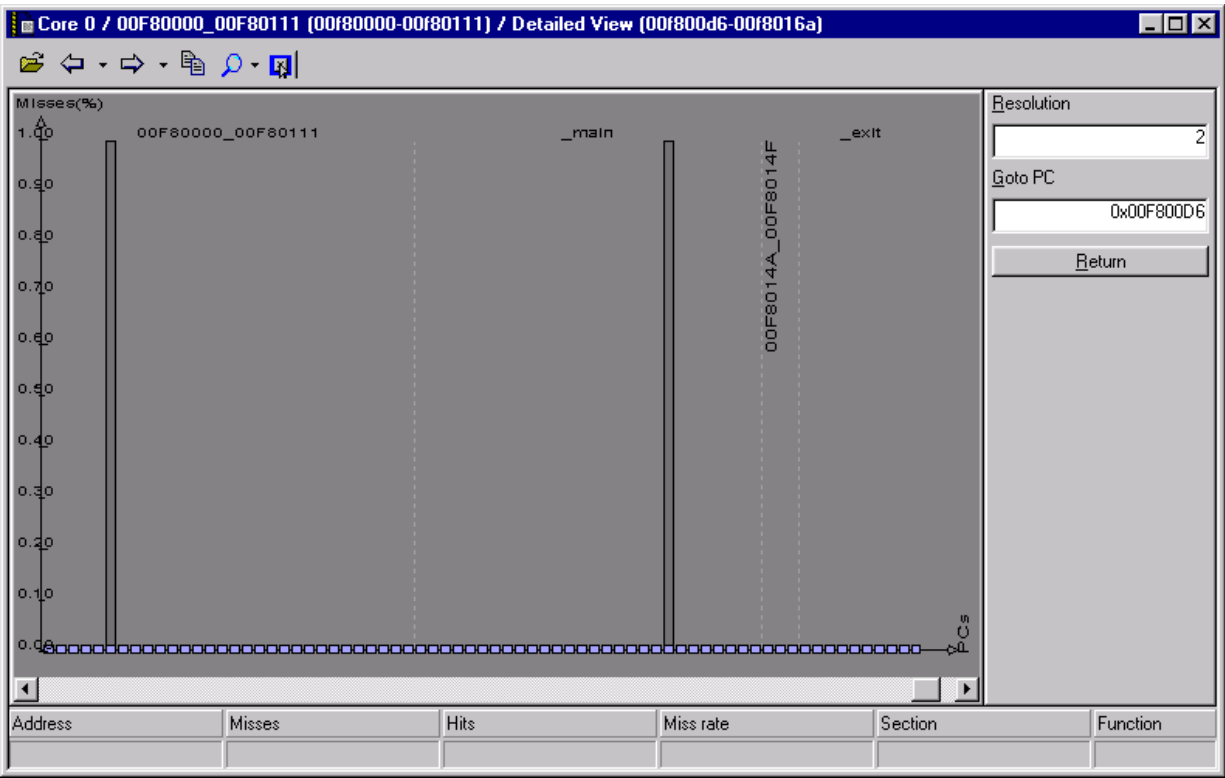 Core 0 / 00F80000_00F80111 (00f80000-00f80111) / Detailed View (00f800d6-00f8016a)
Misses(%)
1.00
00F80000_00F80111
_main
_exit
00F8014A_00F8014F
0.90
0.80
0.70
0.60
0.50
0.40
0.30
0.20
0.10
0.00
PCs
Resolution
2
Goto PC
0x00F800D6
Return
Address Misses Hits Miss rate Section Function